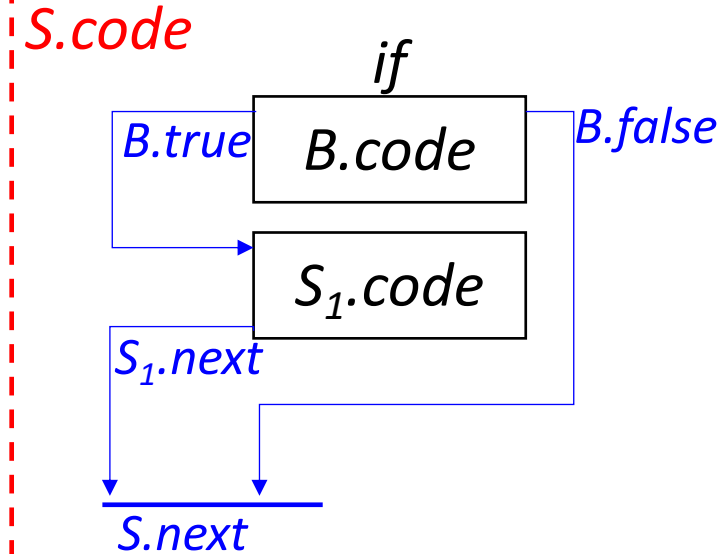 S.code
if
B.true
B.code
B.false
S₁.code
S₁.next
S.next